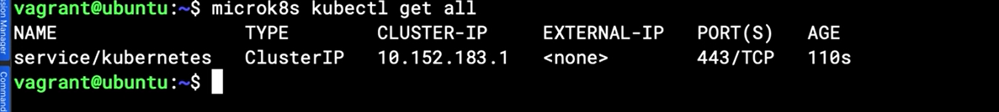 ssion Manager
Command
vagrant@ubuntu:~$ microk8s kubectl get all
NAME TYPE CLUSTER-IP EXTERNAL-IP PORT(S) AGE
service/kubernetes ClusterIP 10.152.183.1 <none> 443/TCP 110s
vagrant@ubuntu:~$